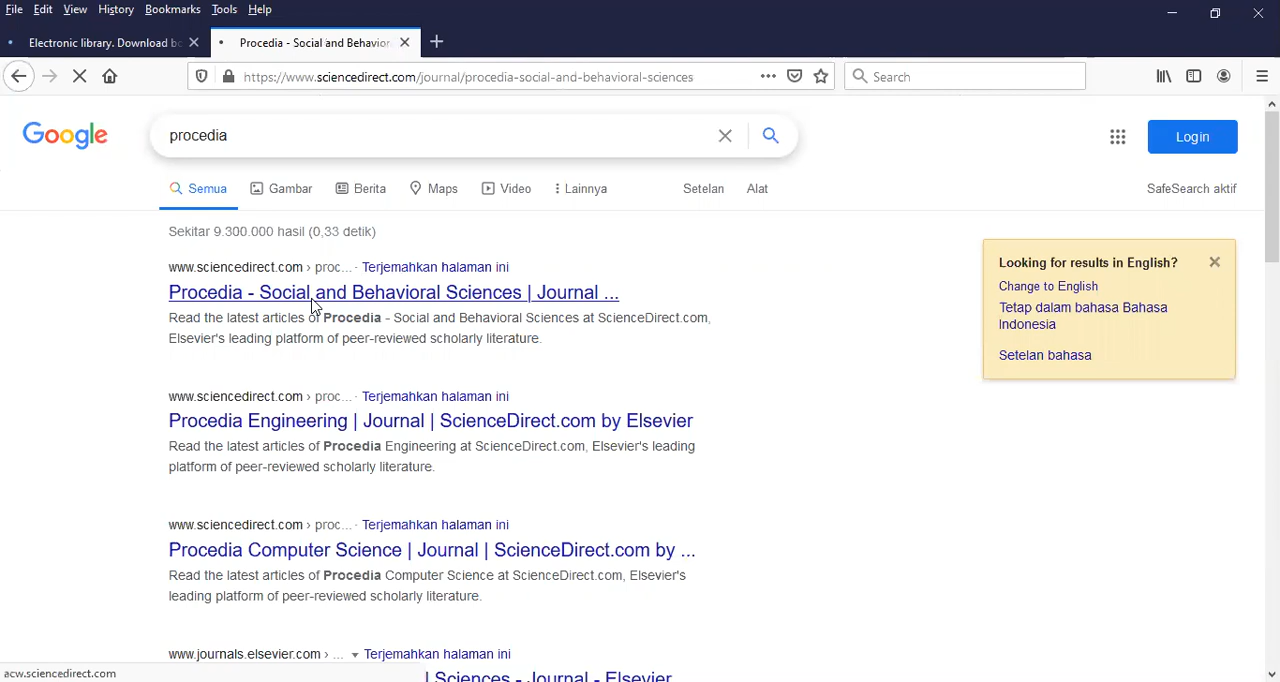 File Edit View History Bookmarks Tools Help
Electronic library. Download bo
Procedia - Social and Behavior
https://www.sciencedirect.com/journal/procedia-social-and-behavioral-sciences
Search
Google
procedia
Login
Semua Gambar Berita Maps Video Lainnya Setelan Alat SafeSearch aktif
Sekitar 9.300.000 hasil (0,33 detik)
www.sciencedirect.com › proc... · Terjemahkan halaman ini
Procedia - Social and Behavioral Sciences | Journal ...
Read the latest articles of Procedia - Social and Behavioral Sciences at ScienceDirect.com,
Elsevier's leading platform of peer-reviewed scholarly literature.
Looking for results in English?
Change to English
Tetap dalam bahasa Bahasa
Indonesia
Setelan bahasa
www.sciencedirect.com › proc... · Terjemahkan halaman ini
Procedia Engineering | Journal | ScienceDirect.com by Elsevier
Read the latest articles of Procedia Engineering at ScienceDirect.com, Elsevier's leading
platform of peer-reviewed scholarly literature.
www.sciencedirect.com › proc... · Terjemahkan halaman ini
Procedia Computer Science | Journal | ScienceDirect.com by ...
Read the latest articles of Procedia Computer Science at ScienceDirect.com, Elsevier's
leading platform of peer-reviewed scholarly literature.
www.journals.elsevier.com › ... Terjemahkan halaman ini
| Sciences - Journal - Elsevier
acw.sciencedirect.com